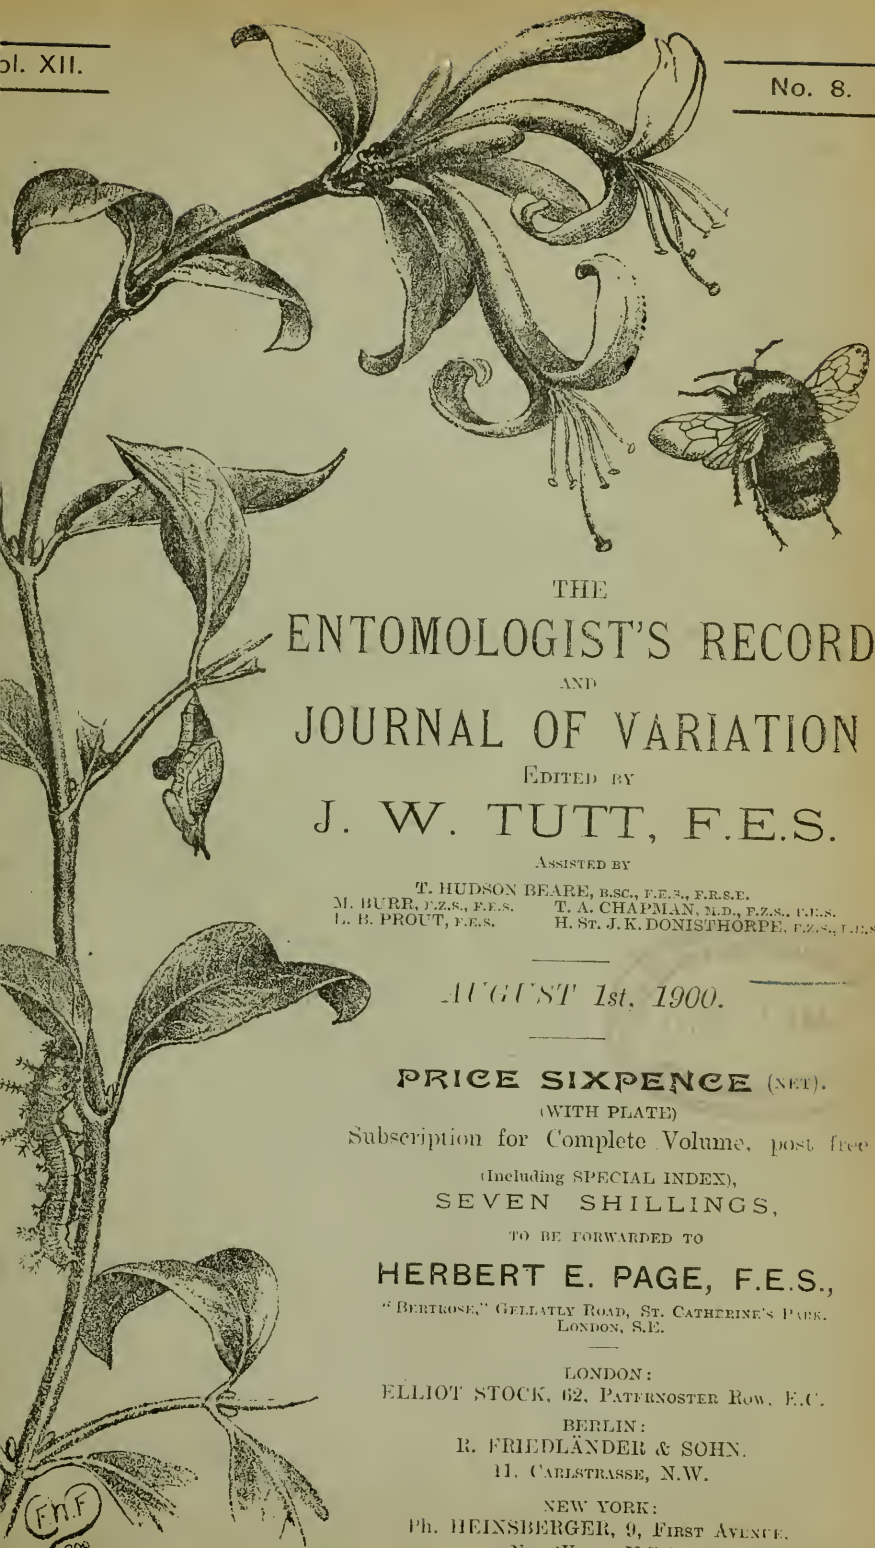 ol. XII.
No. 8.
THE
ENTOMOLOGIST'S RECORD
AND
JOURNAL OF VARIATION
EDITED BY
J. W. TUTT, F.E.S.
ASSISTED BY
T. HUDSON BEARE, B.SC., F.E.S., F.R.S.E.
M. BURR, F.Z.S., F.E.S. T. A. CHAPMAN, M.D., F.Z.S., F.E.S.
L. B. PROUT, F.E.S. H. ST. J. K. DONISTHORPE, F.Z.S., F.E.S
AUGUST 1st, 1900.
PRICE SIXPENCE (NET).
(WITH PLATE)
Subscription for Complete Volume, post free
(Including SPECIAL INDEX),
SEVEN SHILLINGS,
TO BE FORWARDED TO
HERBERT E. PAGE, F.E.S.,
"BERTROSE," GELLATLY ROAD, ST. CATHERINE'S PARK.
LONDON, S.E.
LONDON:
ELLIOT STOCK, 62, PATERNOSTER ROW, E.C.
BERLIN:
R. FRIEDLÄNDER & SOHN.
11, CARLSTRASSE, N.W.
NEW YORK:
Ph. HEINSBERGER, 9, FIRST AVENUE.
F.N.F